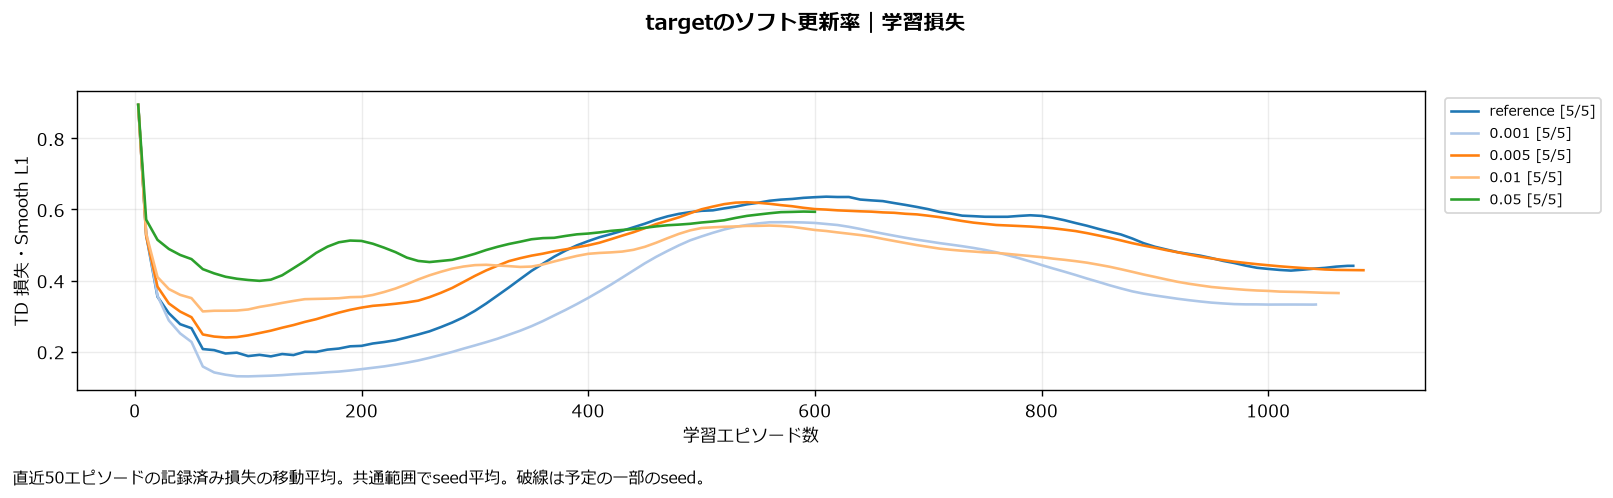 targetのソフト更新率｜学習損失
TD 損失・Smooth L1
0.8
0.6
0.4
0.2
0
200
400
600
800
1000
学習エピソード数
reference [5/5]
0.001 [5/5]
0.005 [5/5]
0.01 [5/5]
0.05 [5/5]
直近50エピソードの記録済み損失の移動平均。共通範囲でseed平均。破線は予定の一部のseed。